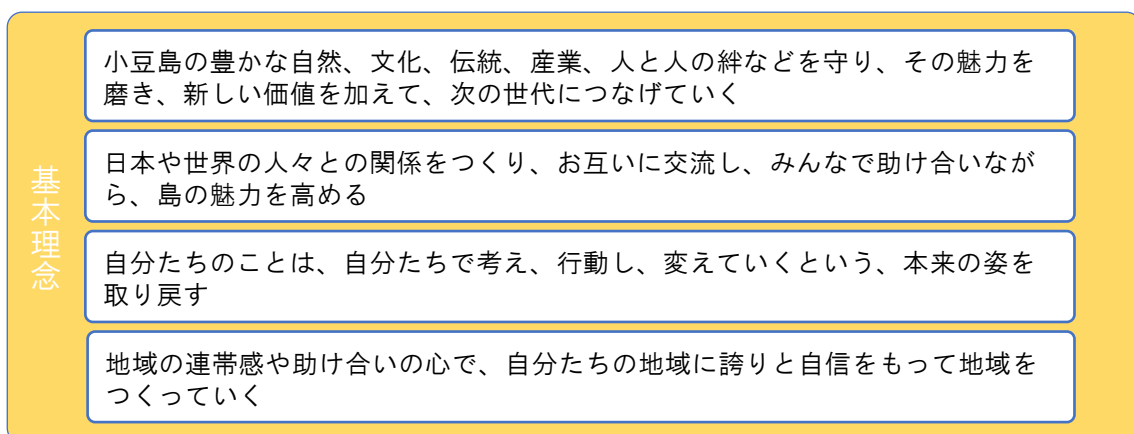 基本理念
小豆島の豊かな自然、文化、伝統、産業、人と人の絆などを守り、その魅力を
磨き、新しい価値を加えて、次の世代につなげていく
日本や世界の人々との関係をつくり、お互いに交流し、みんなで助け合いなが
ら、島の魅力を高める
自分たちのことは、自分たちで考え、行動し、変えていくという、本来の姿を
取り戻す
地域の連帯感や助け合いの心で、自分たちの地域に誇りと自信をもって地域を
つくっていく